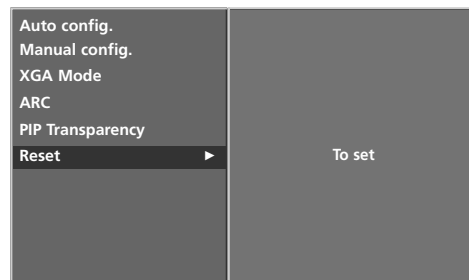 Auto config.
Manual config.
XGA Mode
ARC
PIP Transparency
Reset ►
To set